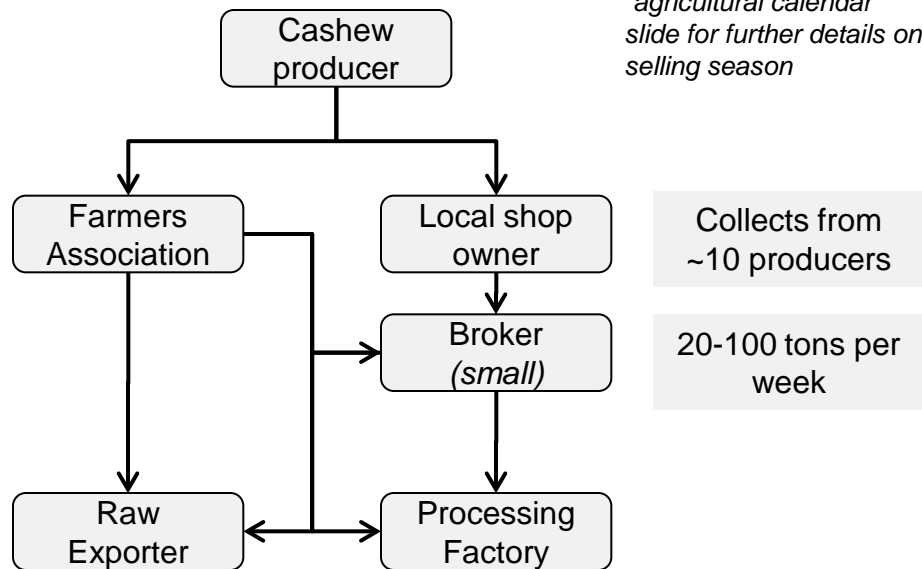 agricultural calendar
slide for further details on
selling season
Cashew
producer
Farmers
Association
Local shop
owner
Collects from
~10 producers
Broker
(small)
20-100 tons per
week
Raw
Exporter
Processing
Factory